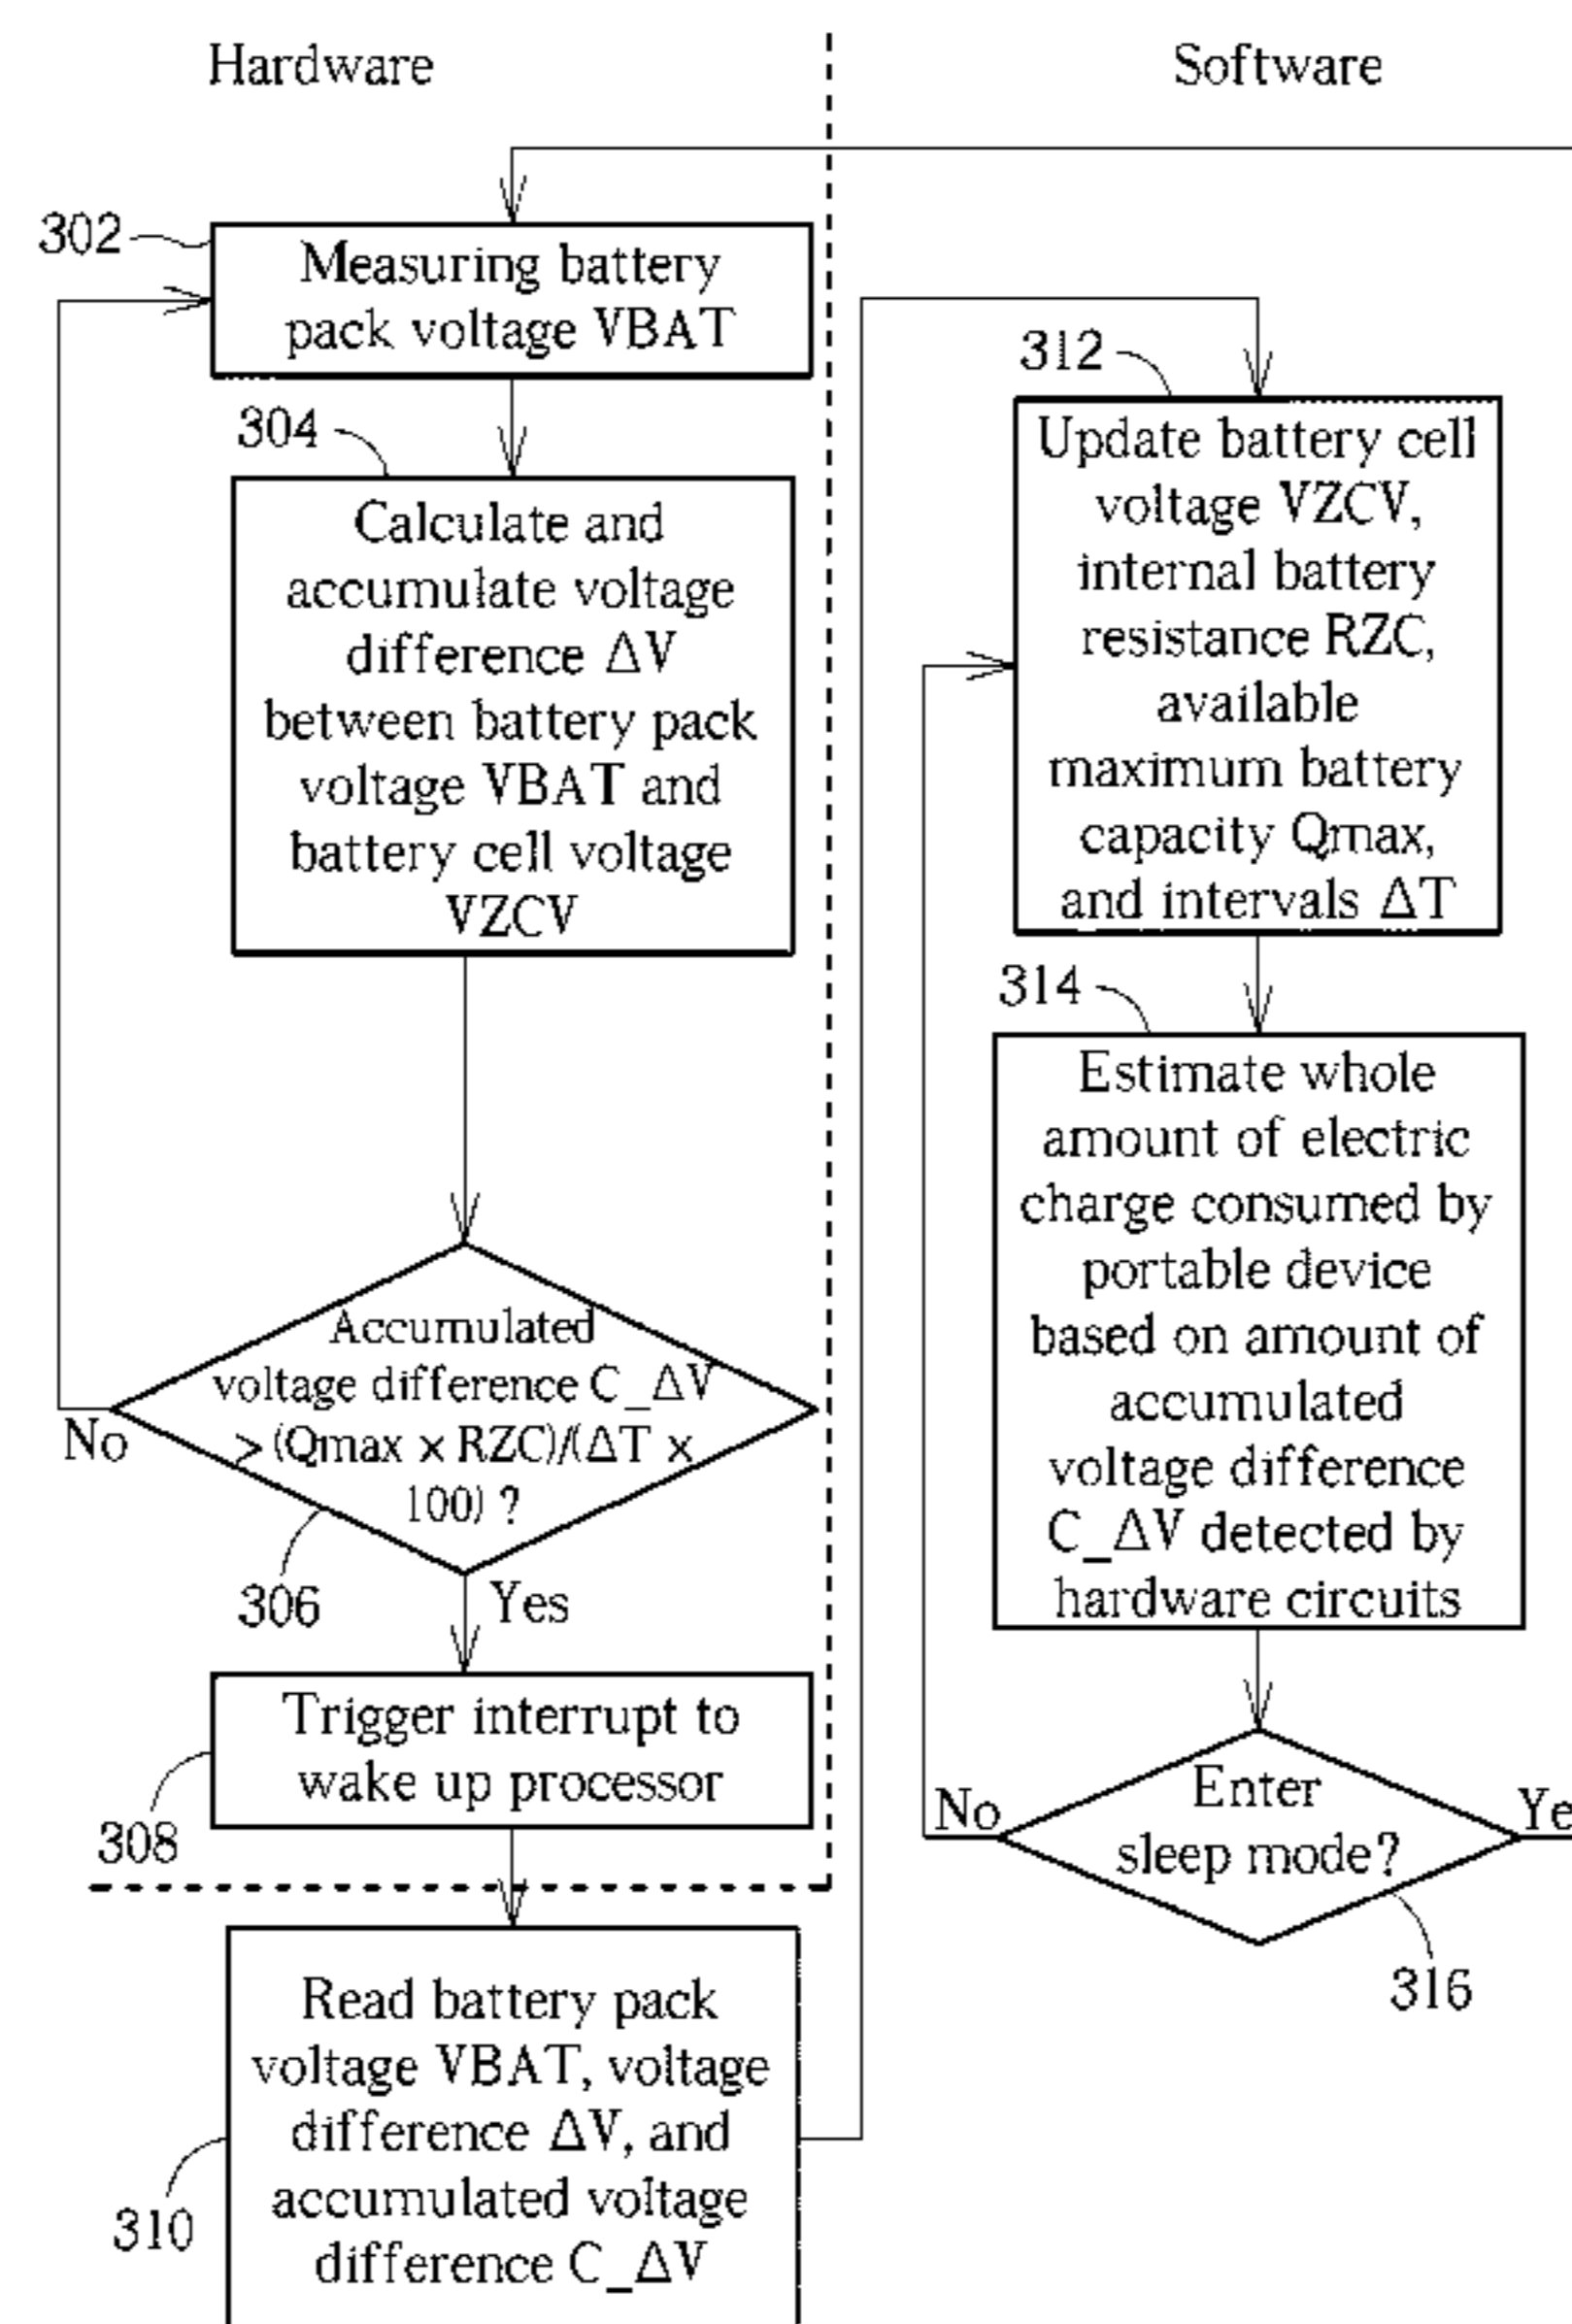 Hardware
Software
302
Measuring battery
pack voltage VBAT
304
Calculate and
accumulate voltage
difference ΔV
between battery pack
voltage VBAT and
battery cell voltage
VZCV
Accumulated
voltage difference C_ΔV
> (Qmax × RZC)/(ΔT ×
100) ?
No
306
Yes
Trigger interrupt to
wake up processor
308
Read battery pack
voltage VBAT, voltage
difference ΔV, and
accumulated voltage
difference C_ΔV
310
312
Update battery cell
voltage VZCV,
internal battery
resistance RZC,
available
maximum battery
capacity Qmax,
and intervals ΔT
314
Estimate whole
amount of electric
charge consumed by
portable device
based on amount of
accumulated
voltage difference
C_ΔV detected by
hardware circuits
No
Enter
sleep mode?
Ye
316